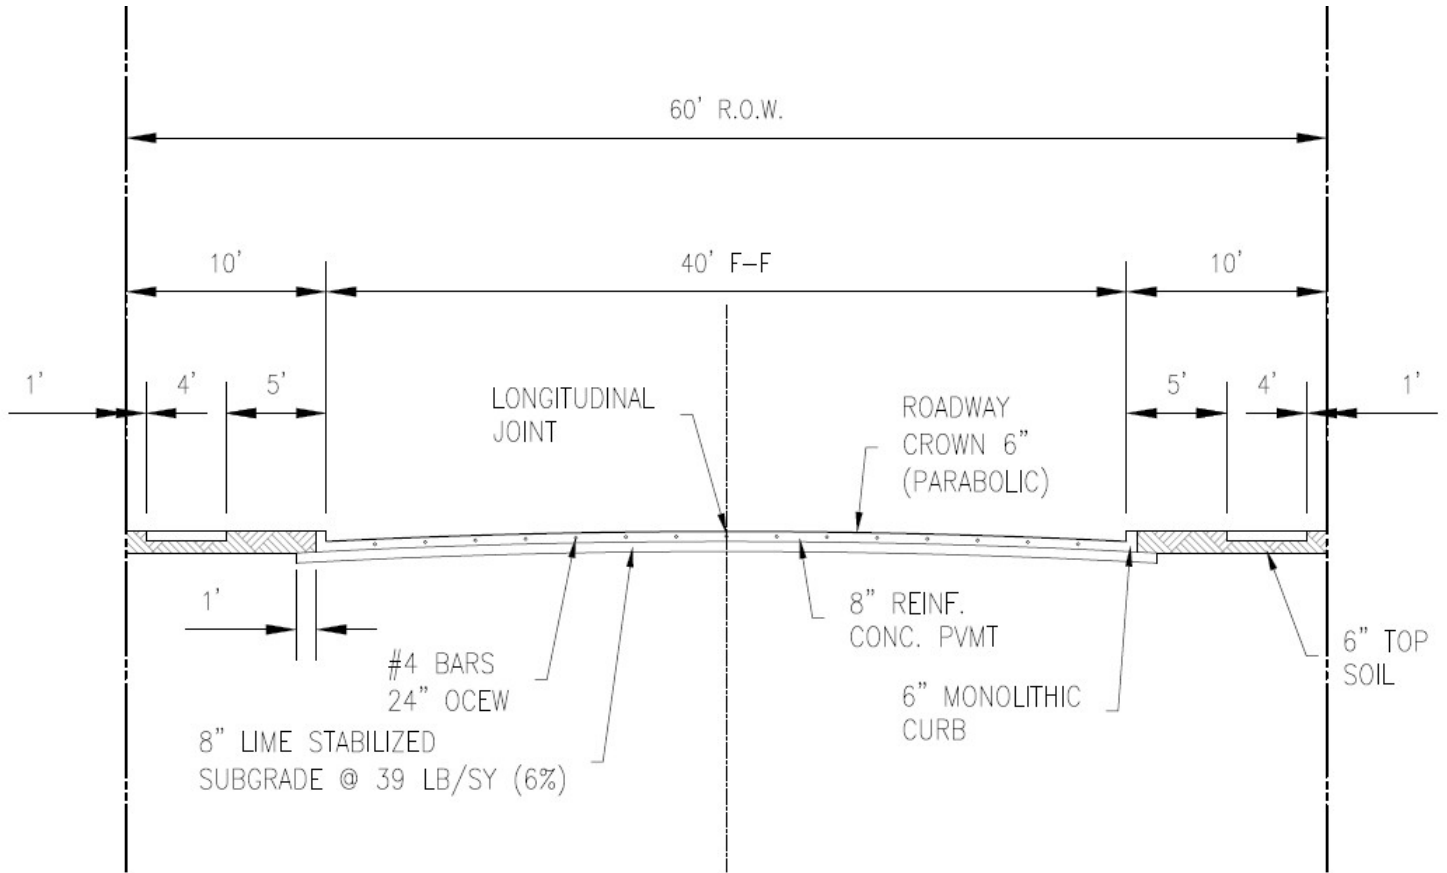 60' R.O.W.
10'
40' F-F
10'
1'
4'
5'
5'
4'
1'
LONGITUDINAL
JOINT
ROADWAY
CROWN 6"
(PARABOLIC)
1'
#4 BARS
24" OCEW
8" LIME STABILIZED
SUBGRADE @ 39 LB/SY (6%)
8" REINF.
CONC. PVMT
6" MONOLITHIC
CURB
6" TOP
SOIL